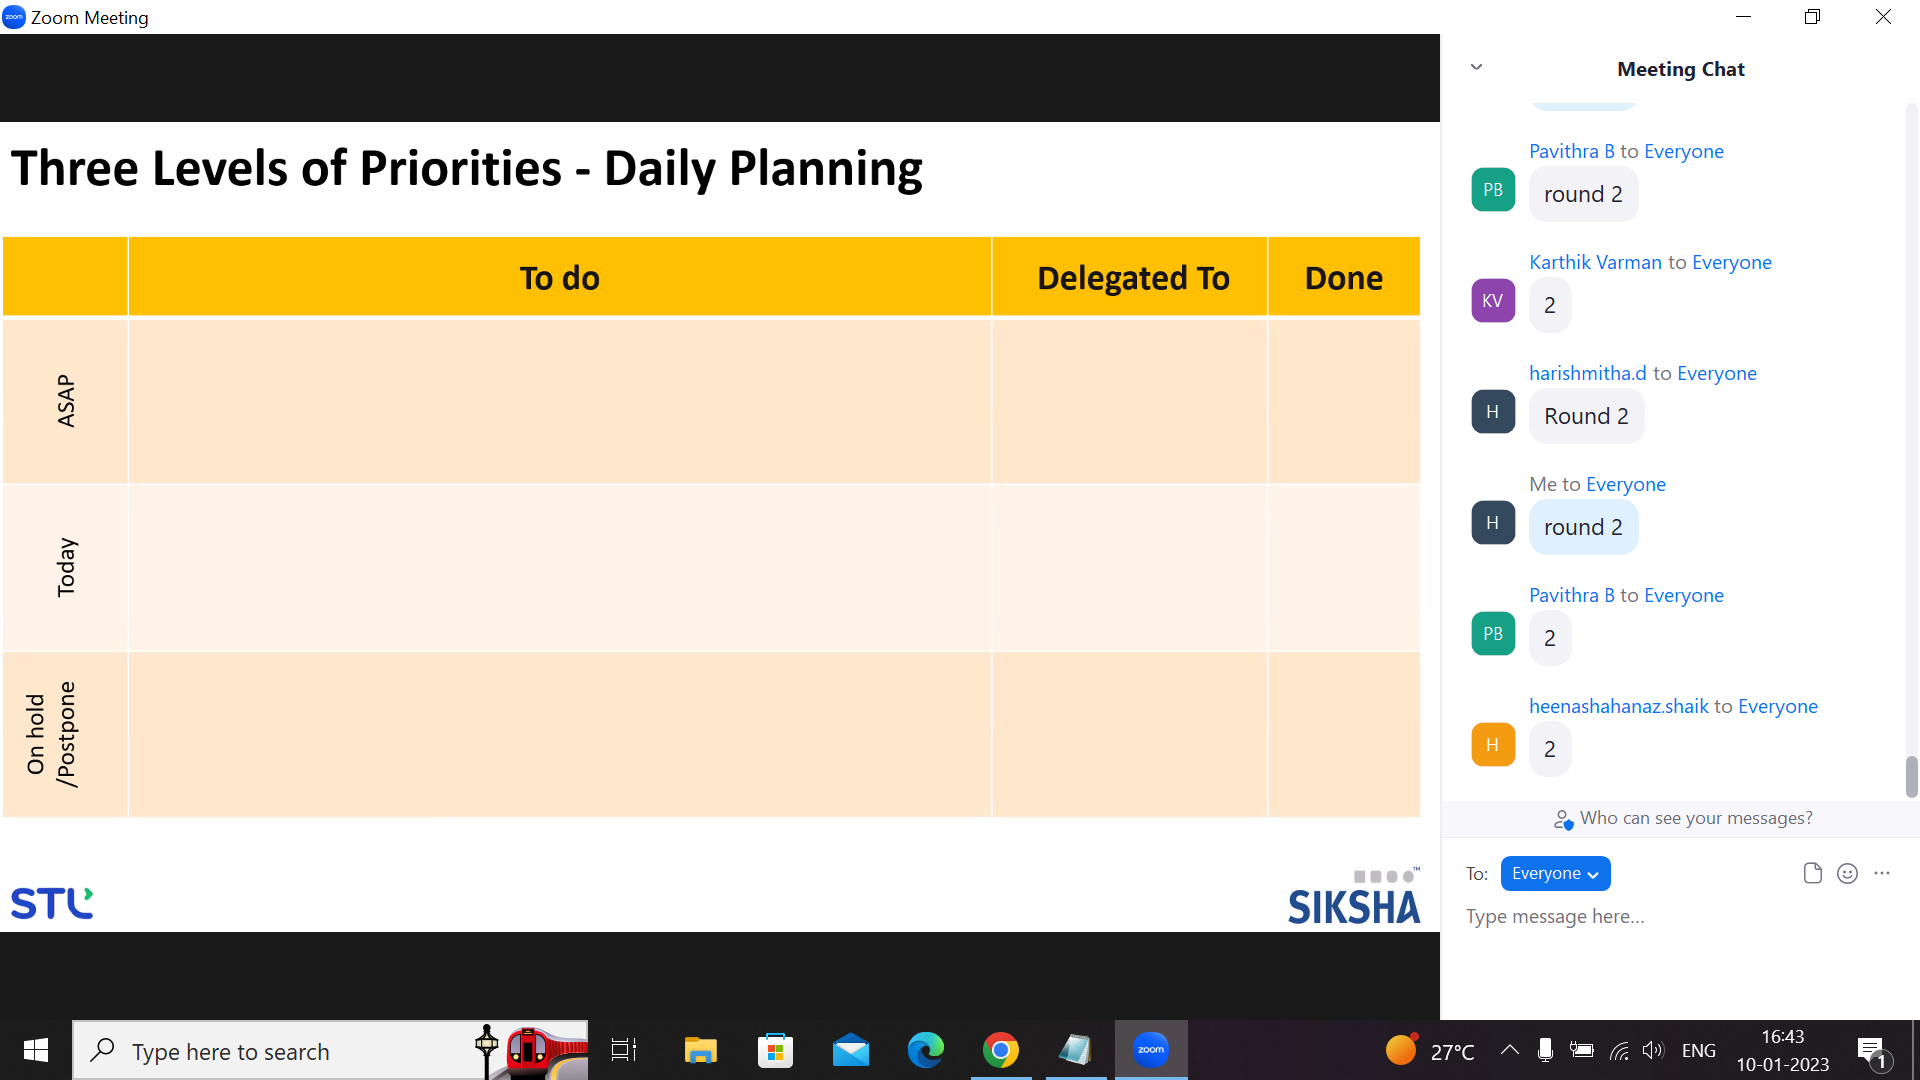 zoom Zoom Meeting
Three Levels of Priorities - Daily Planning
To do Delegated To Done
ASAP
Today
On hold
/Postpone
STL
SIKSHA™
Meeting Chat
Pavithra B to Everyone
PB round 2
Karthik Varman to Everyone
KV 2
harishmitha.d to Everyone
H Round 2
Me to Everyone
H round 2
Pavithra B to Everyone
PB 2
heenashahanaz.shaik to Everyone
H 2
Who can see your messages?
To: Everyone
Type message here...
Type here to search
zoom
27°C
ENG
16:43
10-01-2023
1